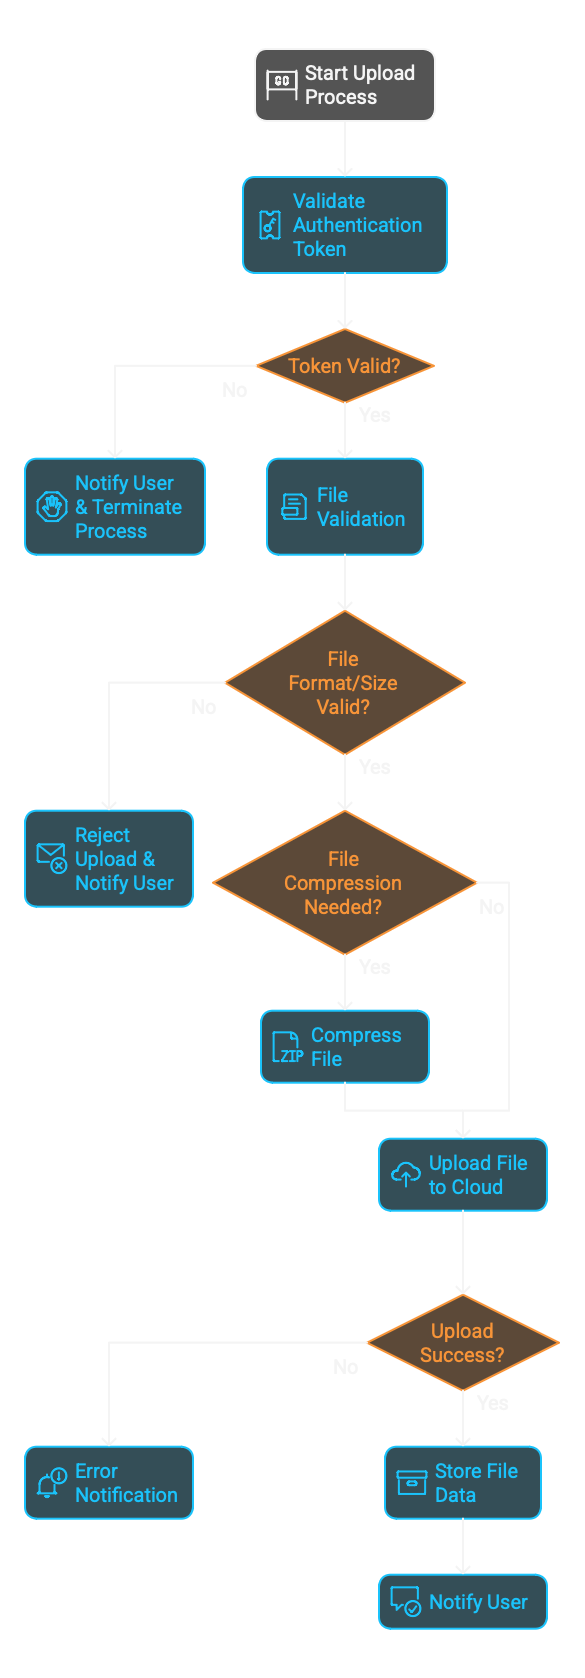 GO
Start Upload
Process
Validate
Authentication
Token
Token Valid?
No
Yes
Notify User
& Terminate
Process
File
Validation
File
Format/Size
Valid?
No
Yes
Reject
Upload &
Notify User
File
Compression
Needed?
No
Yes
ZIP
Compress
File
Upload File
to Cloud
Upload
Success?
No
Yes
Error
Notification
Store File
Data
Notify User